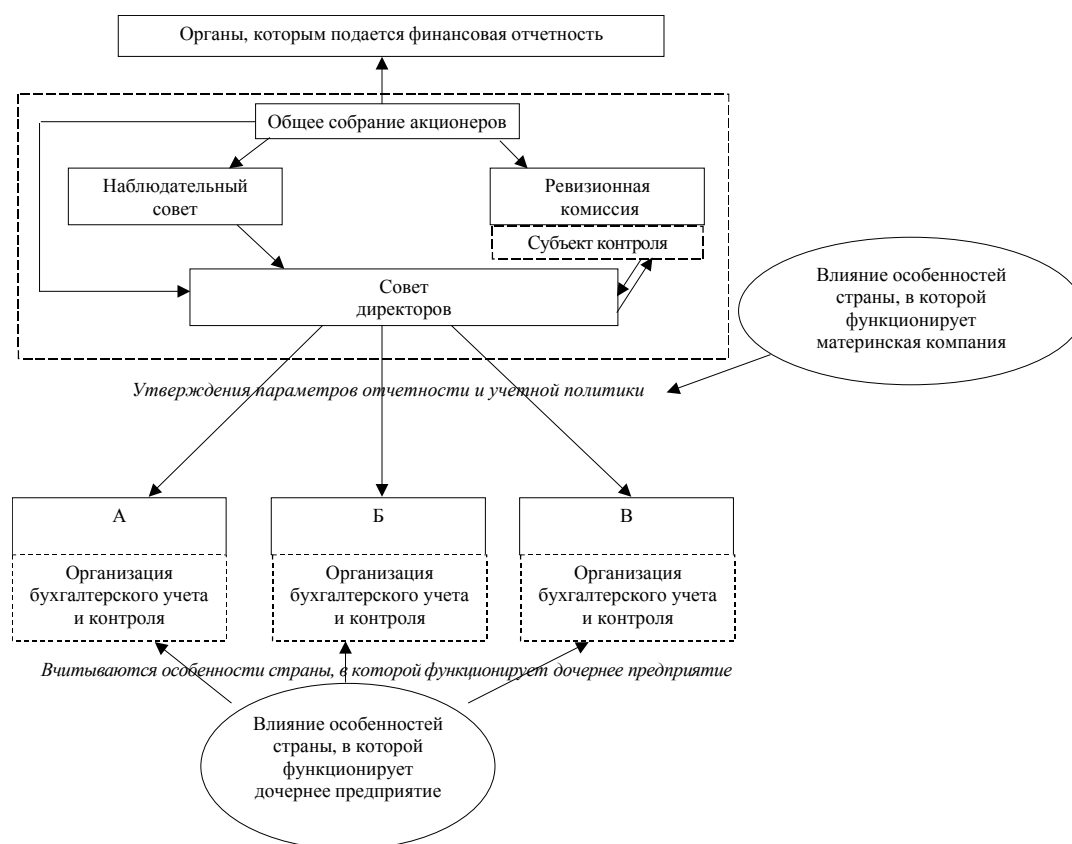 Органы, которым подается финансовая отчетность
Общее собрание акционеров
Наблюдательный
совет
Ревизионная
комиссия
Субъект контроля
Совет
директоров
Влияние особенностей
страны, в которой
функционирует
материнская компания
Утверждения параметров отчетности и учетной политики
А
Организация
бухгалтерского учета
и контроля
Б
Организация
бухгалтерского учета
и контроля
В
Организация
бухгалтерского учета
и контроля
Вчитываются особенности страны, в которой функционирует дочернее предприятие
Влияние особенностей
страны, в которой
функционирует
дочернее предприятие